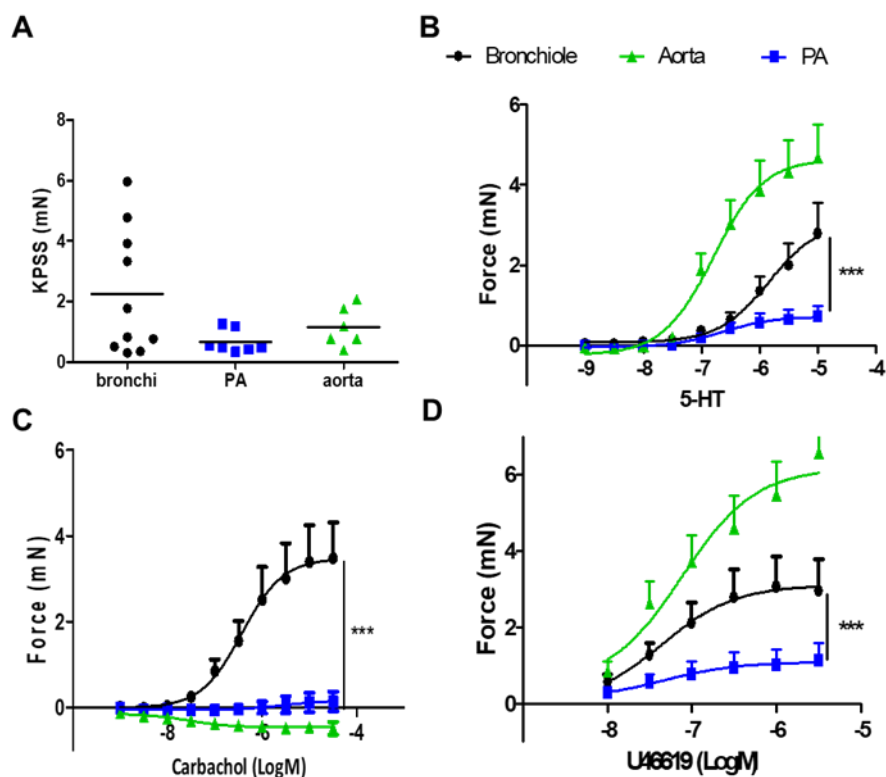 A
KPSS (mN)
8
6
4
2
0
bronchi PA aorta
B
Bronchiole Aorta PA
Force (mN)
6
4
2
0
-9 -8 -7 -6 -5 -4
5-HT
***
C
Force (mN)
6
4
2
0
-8 -6 -4
Carbachol (LogM)
***
D
Force (mN)
6
4
2
0
-8 -7 -6 -5
U46619 (LogM)
***